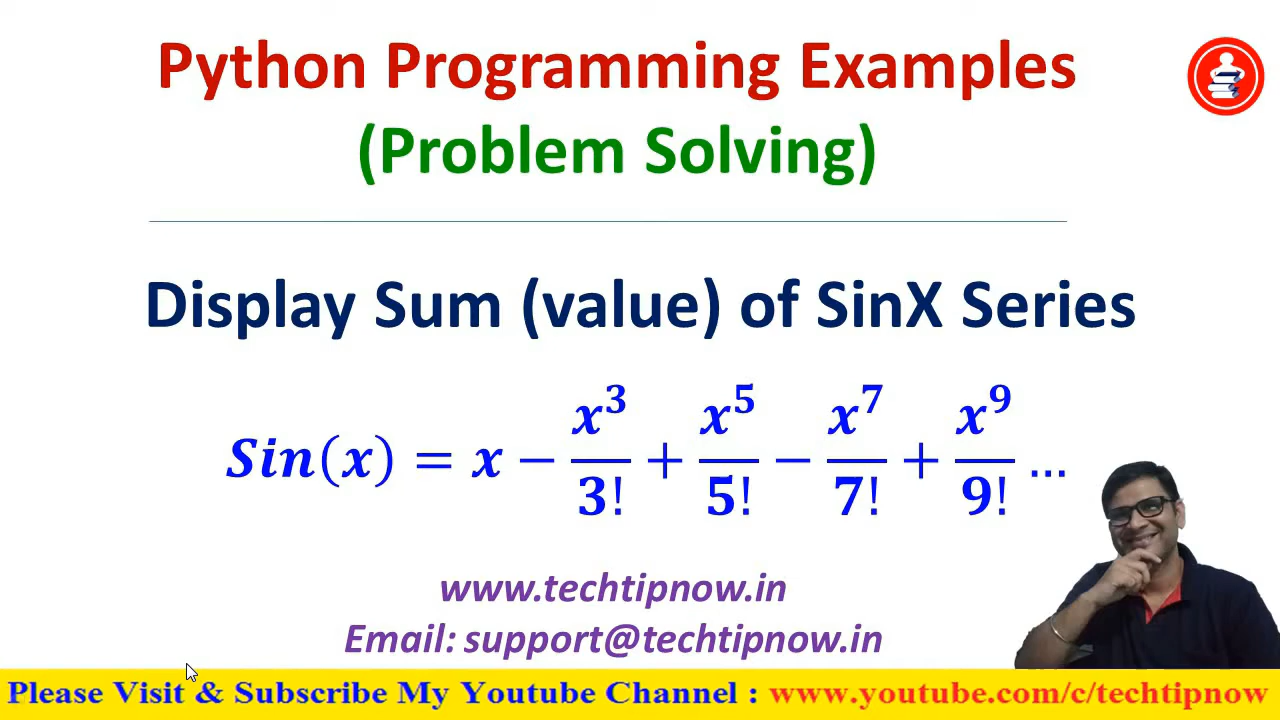 Python Programming Examples
(Problem Solving)
Display Sum (value) of SinX Series
Sin(x) = x − x³/3! + x⁵/5! − x⁷/7! + x⁹/9! ...
www.techtipnow.in
Email: support@techtipnow.in
Please Visit & Subscribe My Youtube Channel : www.youtube.com/c/techtipnow